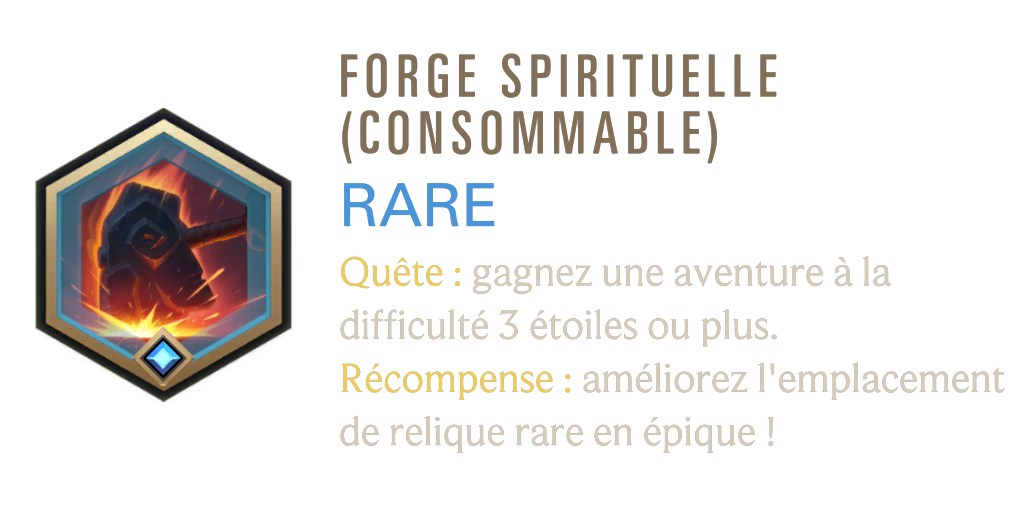 FORGE SPIRITUELLE
(CONSOMMABLE)
RARE
Quête : gagnez une aventure à la
difficulté 3 étoiles ou plus.
Récompense : améliorez l'emplacement
de relique rare en épique !